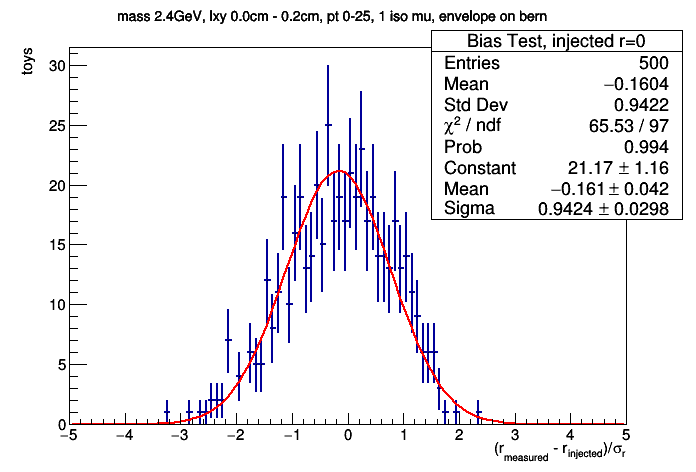 mass 2.4GeV, lxy 0.0cm - 0.2cm, pt 0-25, 1 iso mu, envelope on bern
Bias Test, injected r=0
Entries 500
Mean −0.1604
Std Dev 0.9422
χ² / ndf 65.53 / 97
Prob 0.994
Constant 21.17 ± 1.16
Mean −0.161 ± 0.042
Sigma 0.9424 ± 0.0298
toys
30
25
20
15
10
5
0
−5 −4 −3 −2 −1 0 1 2 3 4 5
(r_measured - r_injected)/σ_r